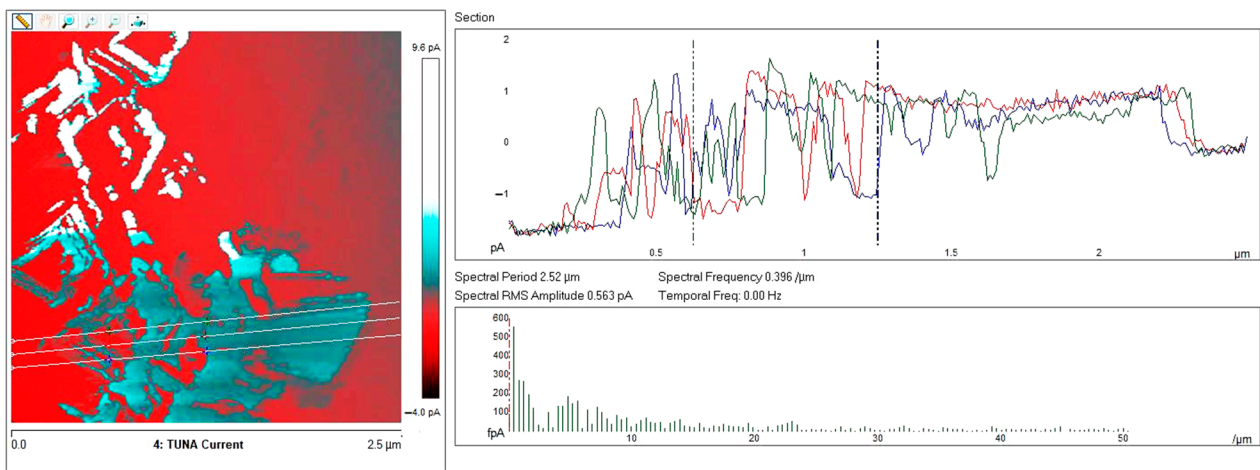 9.6 pA
−4.0 pA
0.0 4: TUNA Current 2.5 µm
Section
2
1
0
−1
pA 0.5 1 1.5 2 µm
Spectral Period 2.52 µm Spectral Frequency 0.396 /µm
Spectral RMS Amplitude 0.563 pA Temporal Freq: 0.00 Hz
600
500
400
300
200
100
fpA
10 20 30 40 50 /µm